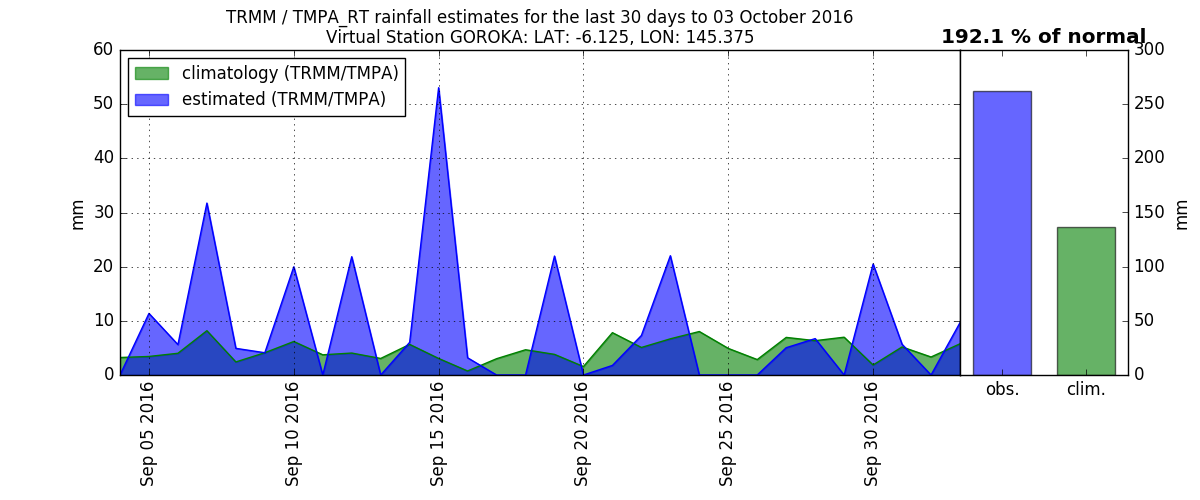 TRMM / TMPA_RT rainfall estimates for the last 30 days to 03 October 2016
Virtual Station GOROKA: LAT: -6.125, LON: 145.375
192.1 % of normal
climatology (TRMM/TMPA)
estimated (TRMM/TMPA)
60
50
40
30
20
10
0
mm
Sep 05 2016
Sep 10 2016
Sep 15 2016
Sep 20 2016
Sep 25 2016
Sep 30 2016
obs.
clim.
300
250
200
150
100
50
0
mm